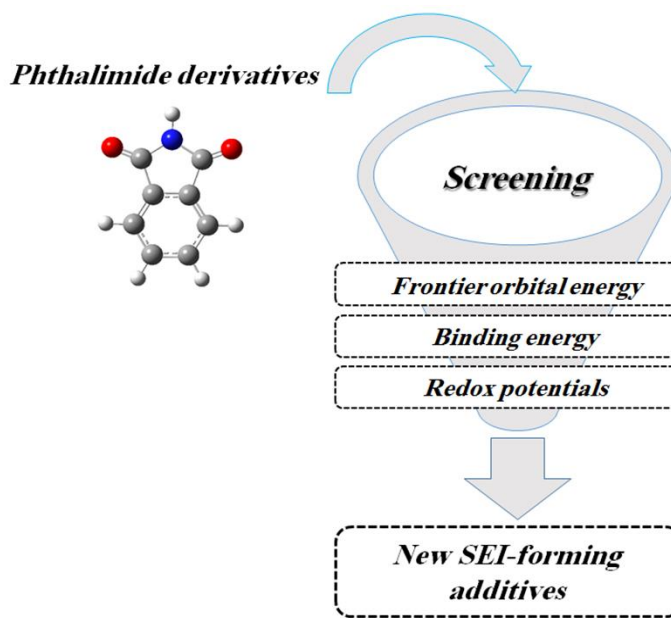 Phthalimide derivatives
Screening
Frontier orbital energy
Binding energy
Redox potentials
New SEI-forming
additives